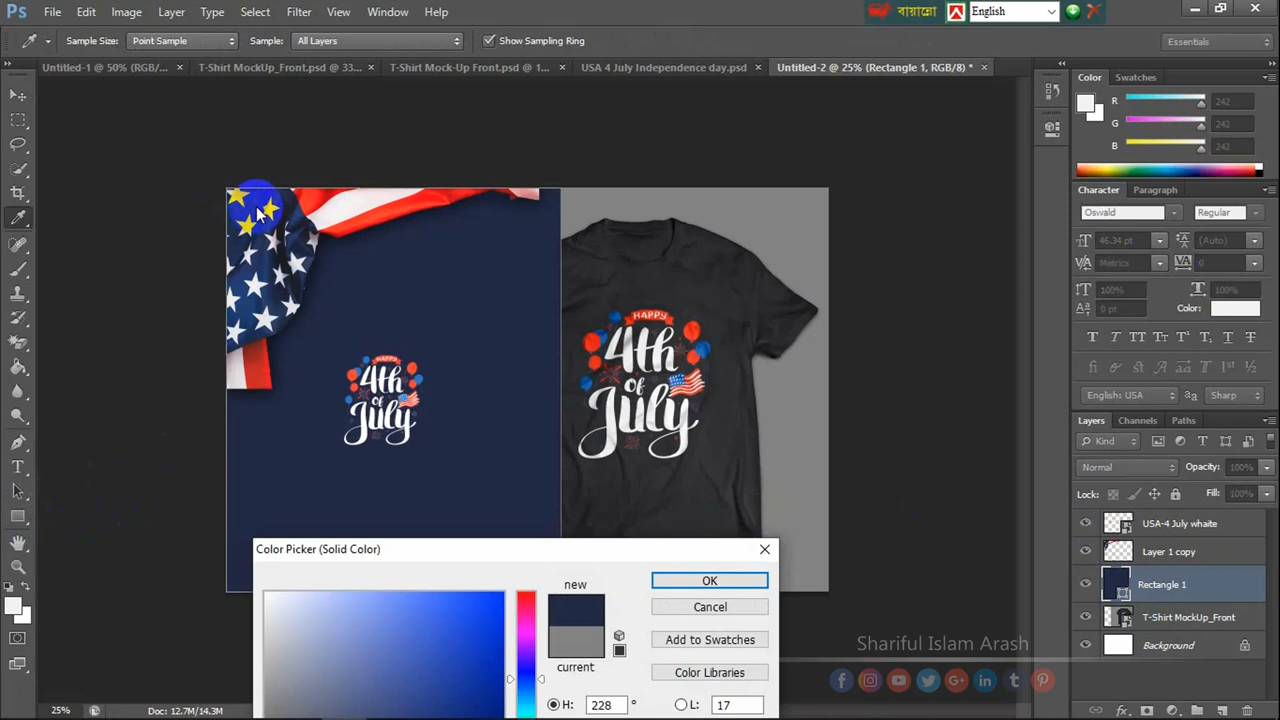 Ps File Edit Image Layer Type Select Filter 3D View Window Help
বায়ান্নো English
Sample Size: Point Sample Sample: All Layers Show Sampling Ring Essentials
Untitled-1 @ 50% (RGB/... × T-Shirt MockUp_Front.psd @ 33... × T-Shirt Mock-Up Front.psd @ 1... × USA 4 July Independence day.psd × Untitled-2 @ 25% (Rectangle 1, RGB/8) * ×
Color Swatches
R 242
G 242
B 242
Character Paragraph
Oswald Regular
46.34 pt (Auto)
Metrics 0
100% 100%
0 pt Color:
English: USA Sharp
Layers Channels Paths
Kind
Normal Opacity: 100%
Lock: Fill: 100%
USA-4 July whaite
Layer 1 copy
Rectangle 1
T-Shirt MockUp_Front
Background
HAPPY
4th
of
July
HAPPY
4th
of
July
Color Picker (Solid Color)
new
current
OK
Cancel
Add to Swatches
Color Libraries
H: 228 °
L: 17
Shariful Islam Arash
25% Doc: 12.7M/14.3M